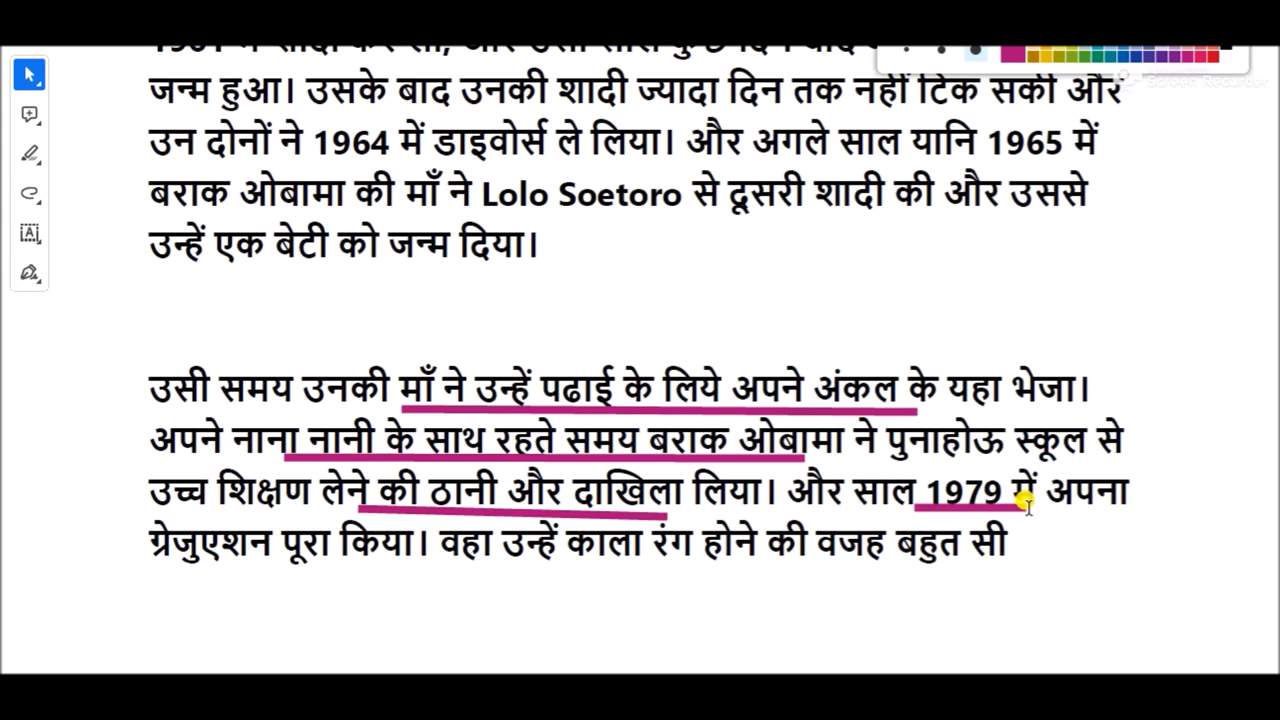 जन्म हुआ। उसके बाद उनकी शादी ज्यादा दिन तक नहीं टिक सकी और
उन दोनों ने 1964 में डाइवोर्स ले लिया। और अगले साल यानि 1965 में
बराक ओबामा की माँ ने Lolo Soetoro से दूसरी शादी की और उससे
उन्हें एक बेटी को जन्म दिया।
उसी समय उनकी माँ ने उन्हें पढाई के लिये अपने अंकल के यहा भेजा।
अपने नाना नानी के साथ रहते समय बराक ओबामा ने पुनाहोऊ स्कूल से
उच्च शिक्षण लेने की ठानी और दाखिला लिया। और साल 1979 में अपना
ग्रेजुएशन पूरा किया। वहा उन्हें काला रंग होने की वजह बहुत सी